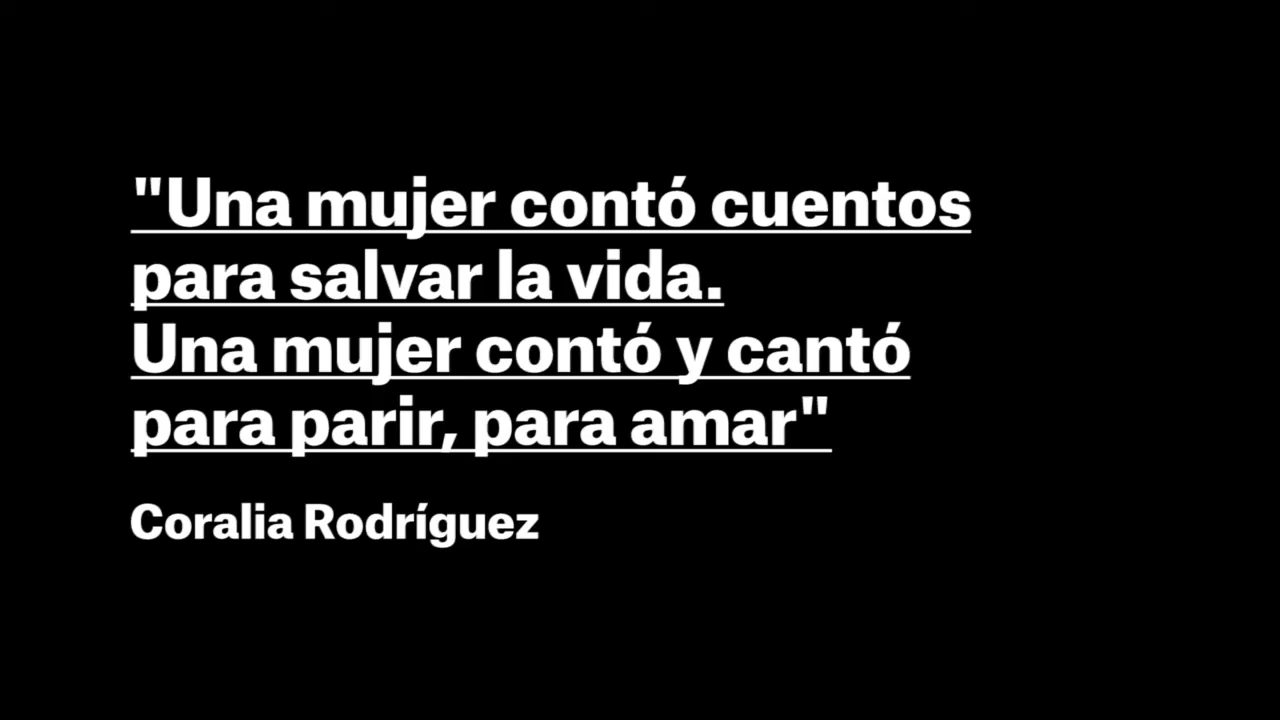 "Una mujer contó cuentos
para salvar la vida.
Una mujer contó y cantó
para parir, para amar"
Coralia Rodríguez